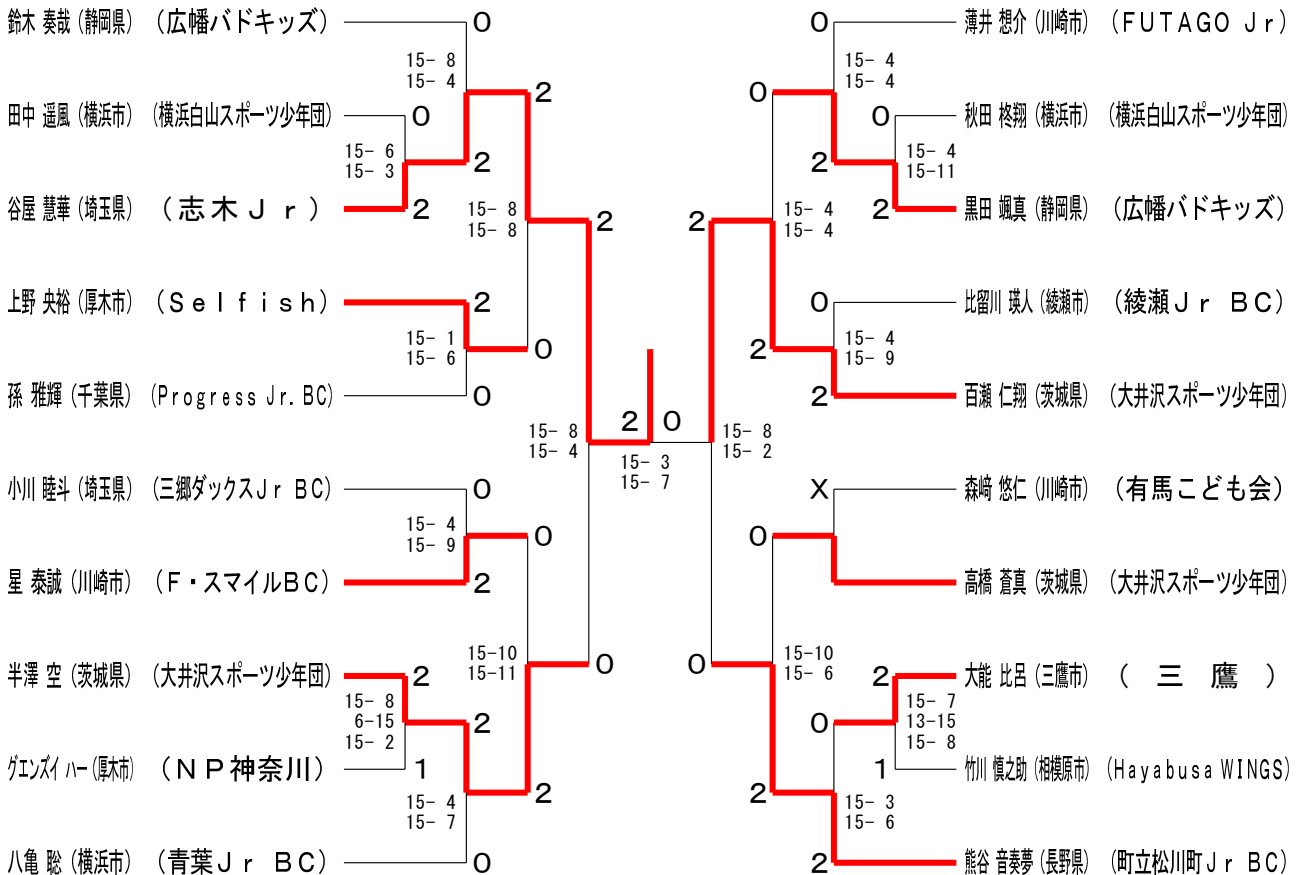 鈴木 奏哉 (静岡県) (広幡バドキッズ) 0
15- 8
15- 4
2
田中 遥風 (横浜市) (横浜白山スポーツ少年団) 0
15- 6
15- 3
2
谷屋 慧華 (埼玉県) (志木Ｊｒ) 2
15- 8
15- 8
2
上野 央裕 (厚木市) (Ｓｅｌｆｉｓｈ) 2
15- 1
15- 6
0
孫 雅輝 (千葉県) (Progress Jr. BC) 0
15- 8
15- 4
小川 睦斗 (埼玉県) (三郷ダックスJr BC) 0
15- 4
15- 9
0
星 泰誠 (川崎市) (Ｆ・スマイルBC) 2
15-10
15-11
0
半澤 空 (茨城県) (大井沢スポーツ少年団) 2
15- 8
6-15
15- 2
2
グエンズイ ハー (厚木市) (ＮＰ神奈川) 1
15- 4
15- 7
2
八亀 聡 (横浜市) (青葉Ｊｒ BC) 0
2 0
15- 3
15- 7
0 薄井 想介 (川崎市) (FUTAGO Jr)
15- 4
15- 4
0
0 秋田 柊翔 (横浜市) (横浜白山スポーツ少年団)
15- 4
15-11
2
2 黒田 颯真 (静岡県) (広幡バドキッズ)
15- 4
15- 4
2
0 比留川 瑛人 (綾瀬市) (綾瀬Ｊｒ BC)
15- 4
15- 9
2
2 百瀬 仁翔 (茨城県) (大井沢スポーツ少年団)
15- 8
15- 2
X 森﨑 悠仁 (川崎市) (有馬こども会)
0
高橋 蒼真 (茨城県) (大井沢スポーツ少年団)
15-10
15- 6
0
2 大能 比呂 (三鷹市) (三 鷹)
15- 7
13-15
15- 8
0
1 竹川 慎之助 (相模原市) (Hayabusa WINGS)
15- 3
15- 6
2
2 熊谷 音奏夢 (長野県) (町立松川町Ｊｒ BC)